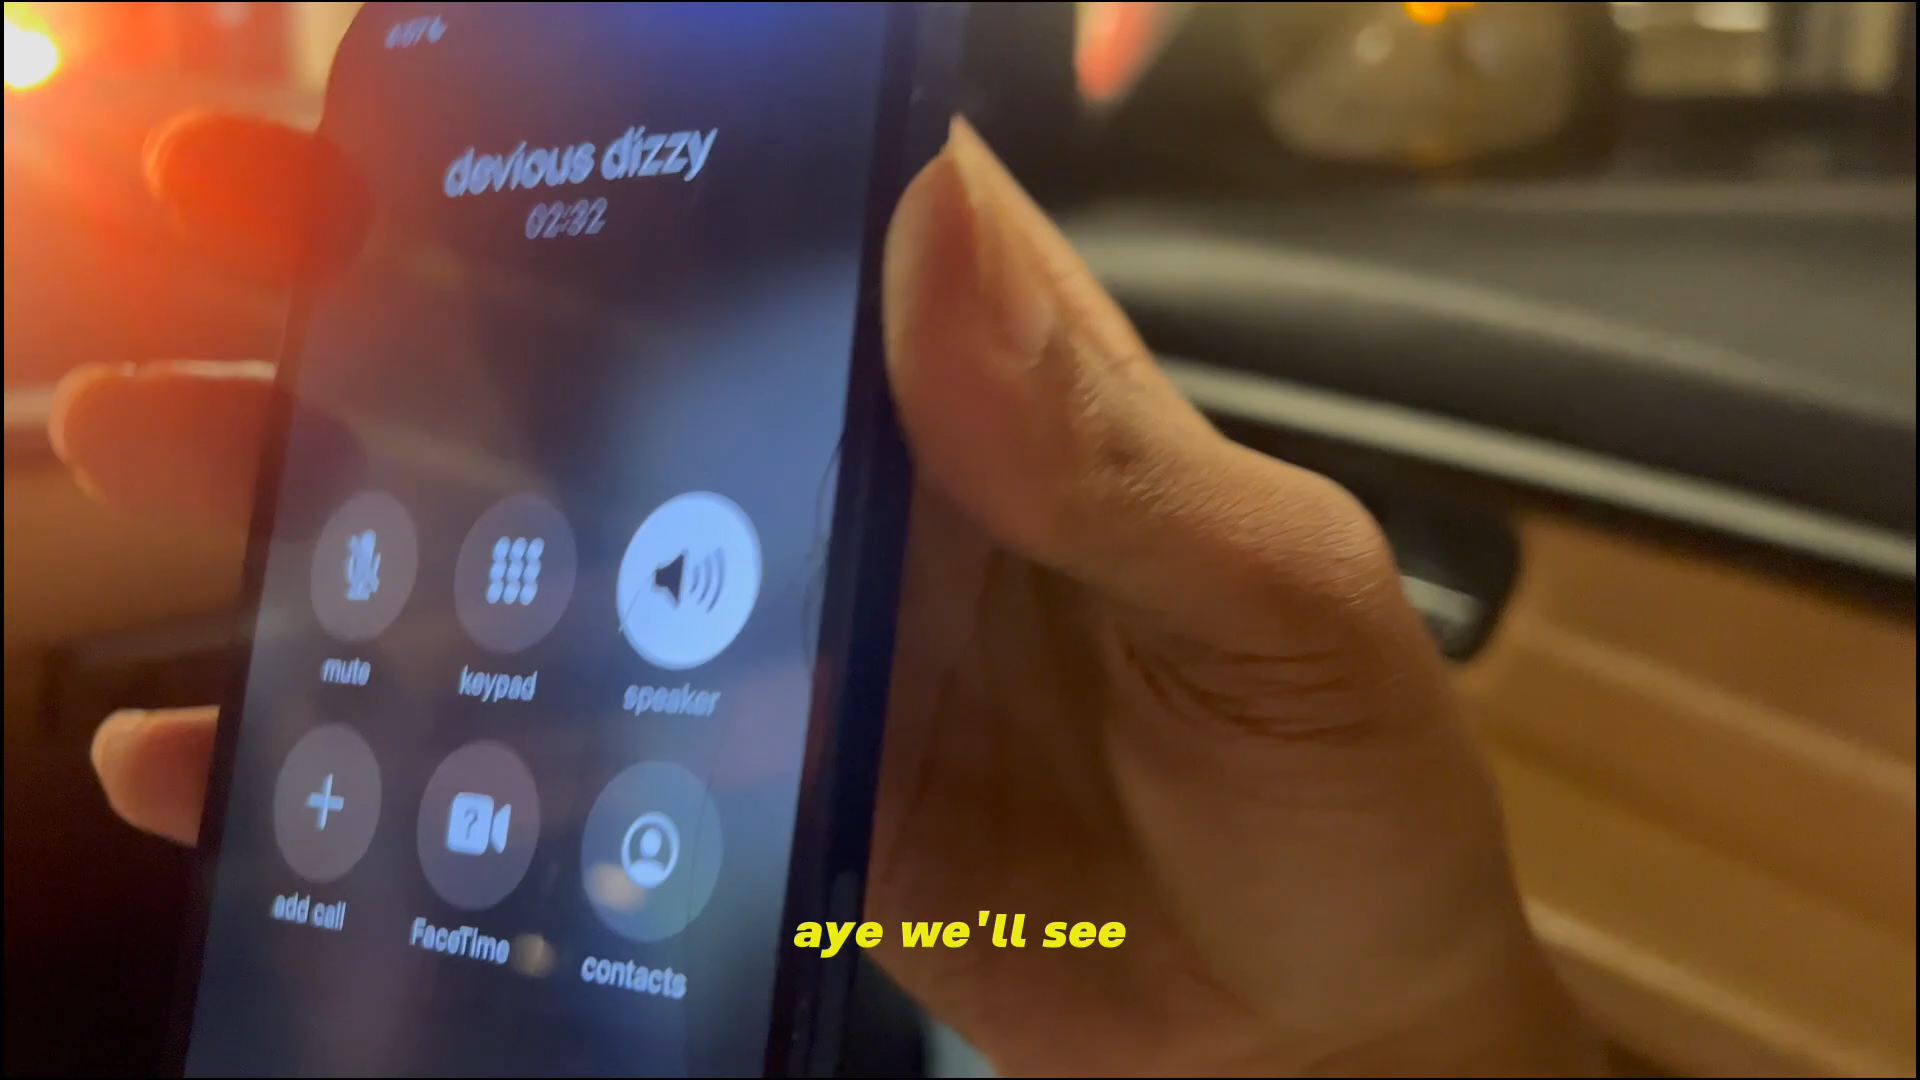 devious dizzy
02:32
mute
keypad
speaker
add call
FaceTime
contacts
aye we'll see